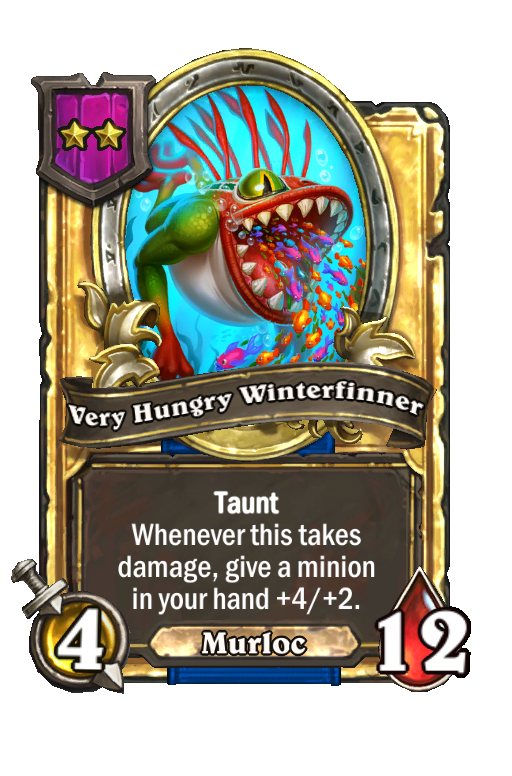 Very Hungry Winterfinner
Taunt
Whenever this takes
damage, give a minion
in your hand +4/+2.
4
Murloc
12